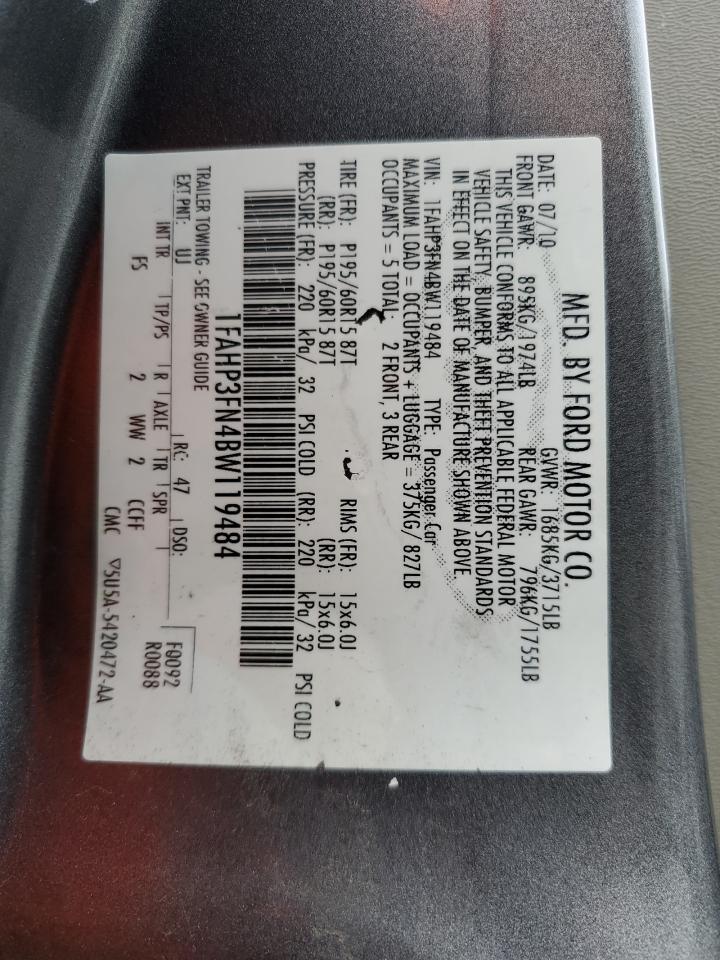 MFD. BY FORD MOTOR CO.
DATE: 07/10 GVWR: 1685KG/3715LB
FRONT GAWR: 895KG/1974LB REAR GAWR: 796KG/1755LB
THIS VEHICLE CONFORMS TO ALL APPLICABLE FEDERAL MOTOR
VEHICLE SAFETY, BUMPER, AND THEFT PREVENTION STANDARDS
IN EFFECT ON THE DATE OF MANUFACTURE SHOWN ABOVE.
VIN: 1FAHP3FN4BW119484 TYPE: Passenger Car
MAXIMUM LOAD = OCCUPANTS + LUGGAGE = 375KG/ 827LB
OCCUPANTS = 5 TOTAL: 2 FRONT, 3 REAR
TIRE (FR): P195/60R15 87T RIMS (FR): 15x6.0J
(RR): P195/60R15 87T (RR): 15x6.0J
PRESSURE (FR): 220 kPa/ 32 PSI COLD (RR): 220 kPa/ 32 PSI COLD
1FAHP3FN4BW119484
TRAILER TOWING - SEE OWNER GUIDE
EXT PNT: UJ RC: 47 DSO: F0092
INT TR TP/PS R AXLE TR SPR R0088
FS 2 WW 2 CCFF
CMC ▽5U5A-5420472-AA